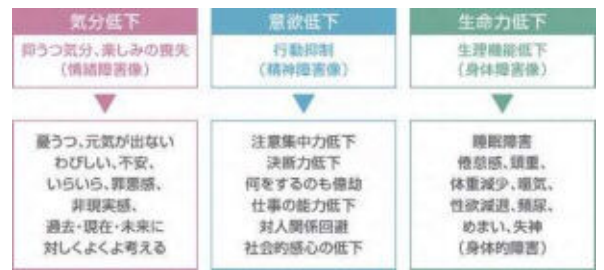 気分低下
抑うつ気分、楽しみの喪失
（情緒障害像）
憂うつ、元気が出ない
わびしい、不安、
いらいら、罪悪感、
非現実感、
過去・現在・未来に
対しくよくよ考える
意欲低下
行動抑制
（精神障害像）
注意集中力低下
決断力低下
何をするのも億劫
仕事の能力低下
対人関係回避
社会的感心の低下
生命力低下
生理機能低下
（身体障害像）
睡眠障害
倦怠感、頭重、
体重減少、嘔気、
性欲減退、頻尿、
めまい、失神
（身体的障害）